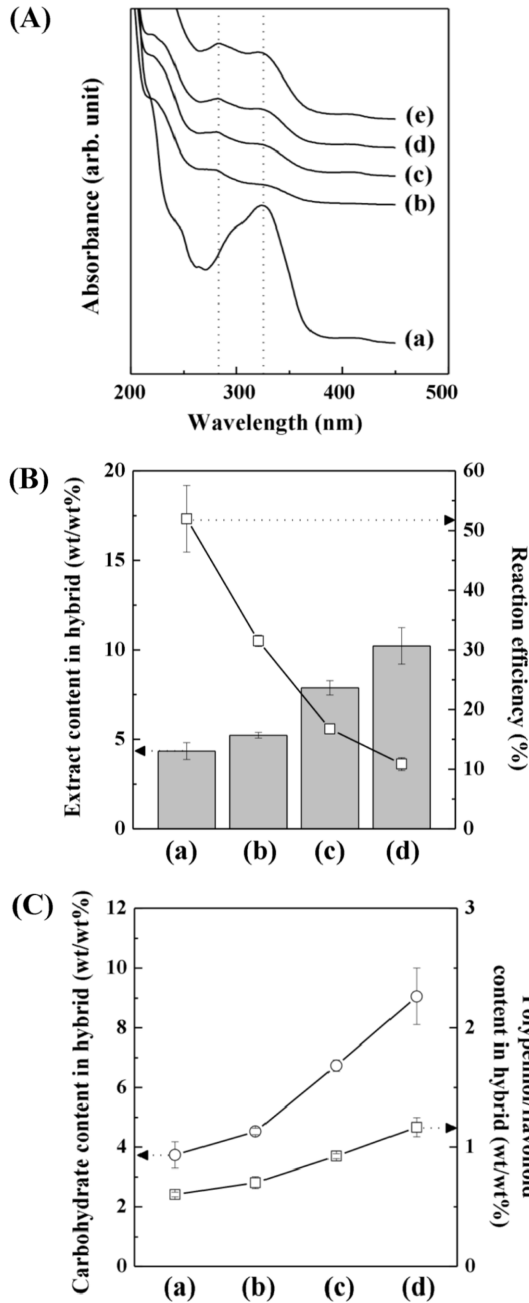 (A)
Absorbance (arb. unit)
(e)
(d)
(c)
(b)
(a)
200 300 400 500
Wavelength (nm)
(B)
Extract content in hybrid (wt/wt%)
20
15
10
5
0
60
50
40
30
20
10
0
Reaction efficiency
(%)
(a) (b) (c) (d)
(C)
Carbohydrate content in hybrid (wt/wt%)
12
10
8
6
4
2
0
3
2
1
0
content in hybrid (wt/wt%)
(a) (b) (c) (d)